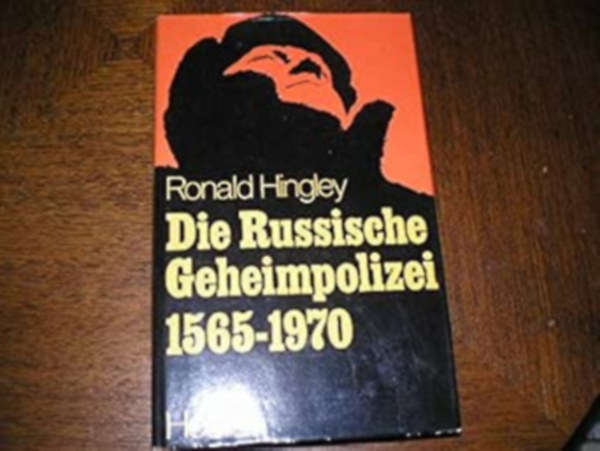 Ronald Hingley
Die Russische
Geheimpolizei
1565-1970